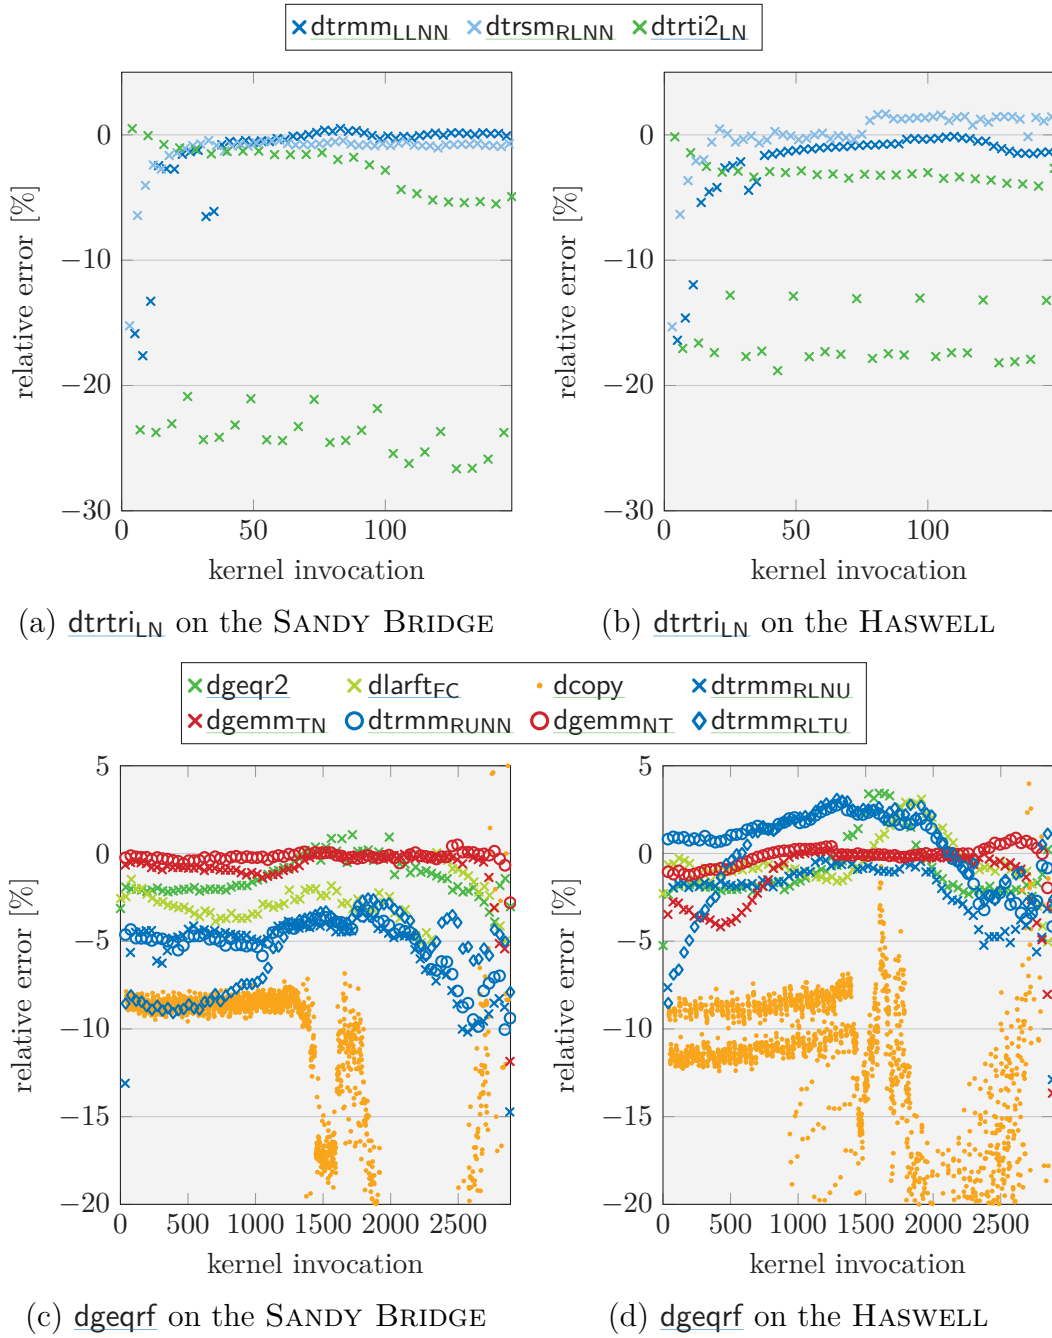 dtrmmLLNN dtrsmRLNN dtrti2LN
0
−10
−20
−30
relative error [%]
0 50 100
kernel invocation
(a) dtrtriLN on the SANDY BRIDGE
0
−10
−20
−30
relative error [%]
0 50 100
kernel invocation
(b) dtrtriLN on the HASWELL
dgeqr2 dlarftFC dcopy dtrmmRLNU
dgemmTN dtrmmRUNN dgemmNT dtrmmRLTU
5
0
−5
−10
−15
−20
relative error [%]
0 500 1000 1500 2000 2500
kernel invocation
(c) dgeqrf on the SANDY BRIDGE
5
0
−5
−10
−15
−20
relative error [%]
0 500 1000 1500 2000 2500
kernel invocation
(d) dgeqrf on the HASWELL